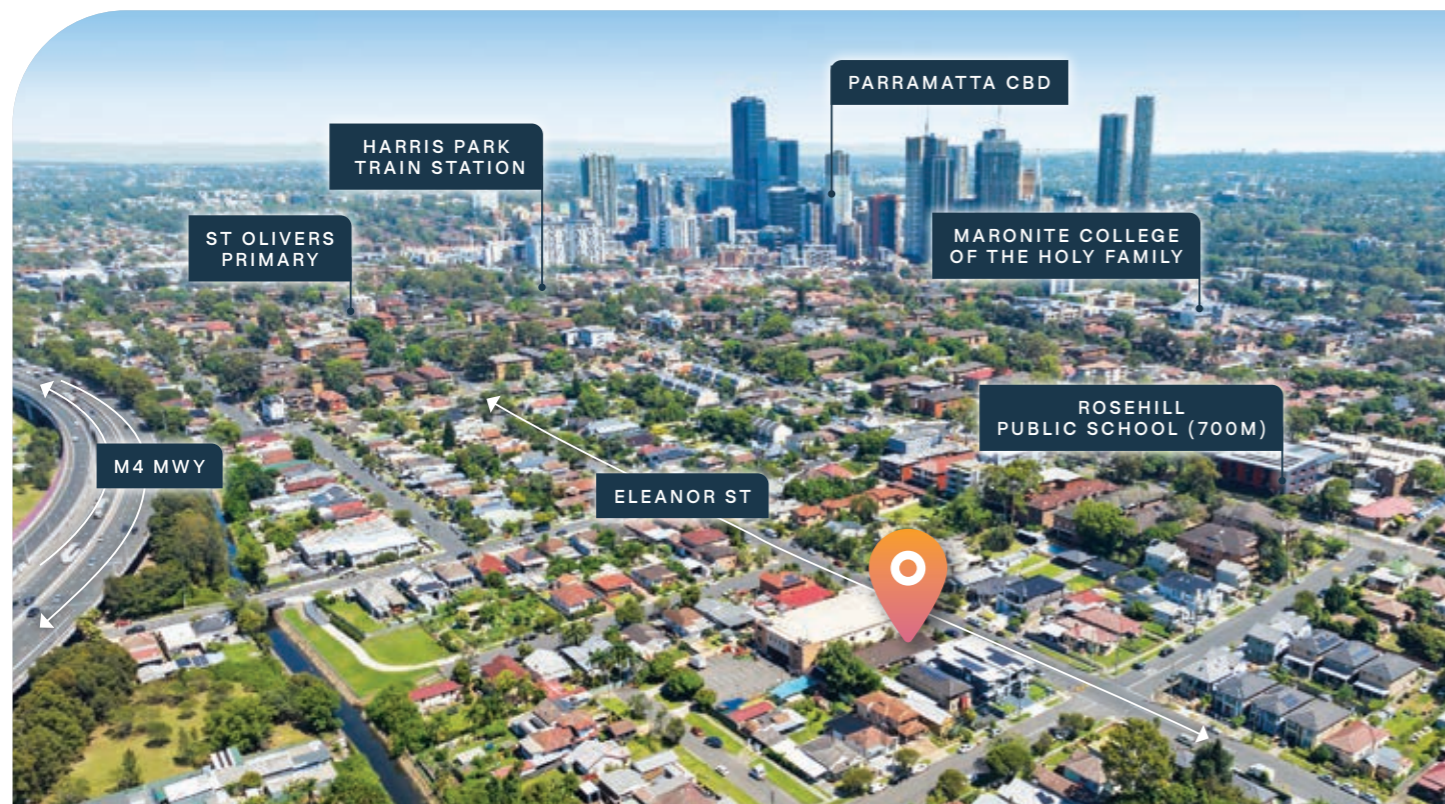 PARRAMATTA CBD
HARRIS PARK
TRAIN STATION
ST OLIVERS
PRIMARY
MARONITE COLLEGE
OF THE HOLY FAMILY
ROSEHILL
PUBLIC SCHOOL (700M)
M4 MWY
ELEANOR ST